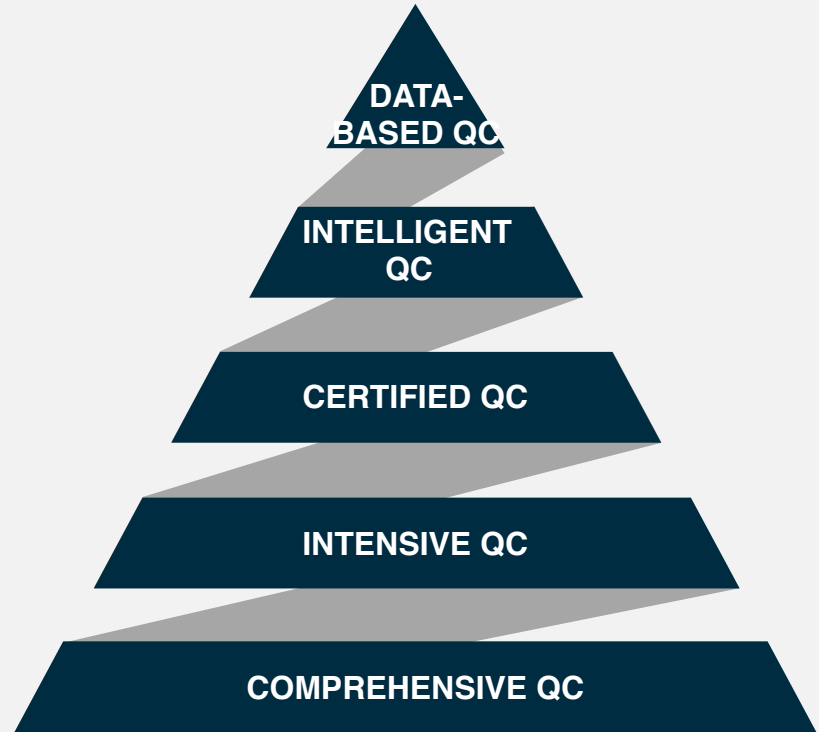 DATA-
BASED QC
INTELLIGENT
QC
CERTIFIED QC
INTENSIVE QC
COMPREHENSIVE QC